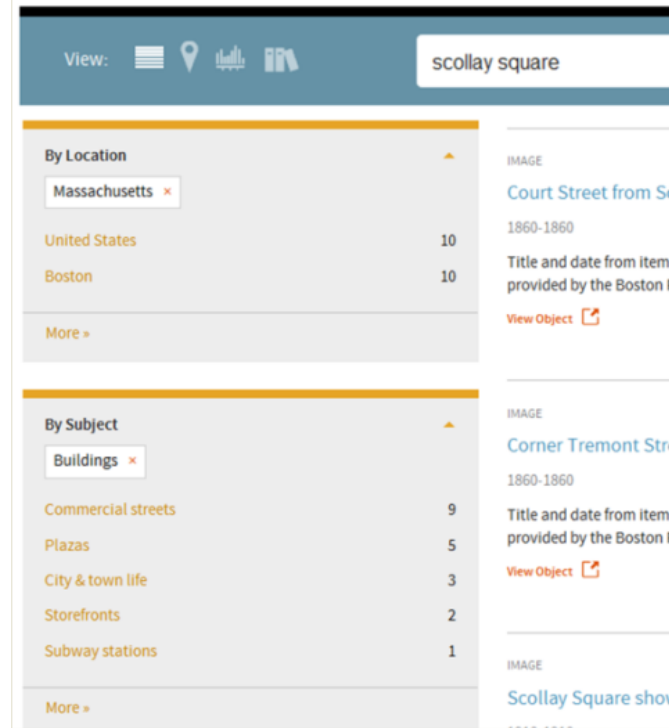 View:
scollay square
By Location
Massachusetts ×
United States 10
Boston 10
More »
By Subject
Buildings ×
Commercial streets 9
Plazas 5
City & town life 3
Storefronts 2
Subway stations 1
More »
IMAGE
Court Street from
1860-1860
Title and date from item
provided by the Boston
View Object
IMAGE
Corner Tremont
1860-1860
Title and date from item
provided by the Boston
View Object
IMAGE
Scollay Square